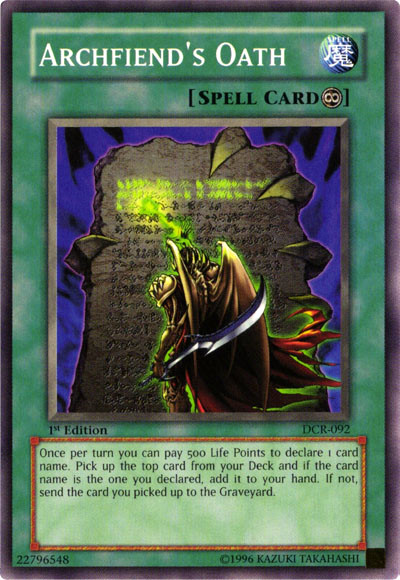 ARCHFIEND'S OATH
SPELL
魔
[SPELL CARD]
1st Edition
DCR-092
Once per turn you can pay 500 Life Points to declare 1 card
name. Pick up the top card from your Deck and if the card
name is the one you declared, add it to your hand. If not,
send the card you picked up to the Graveyard.
22796548
©1996 KAZUKI TAKAHASHI